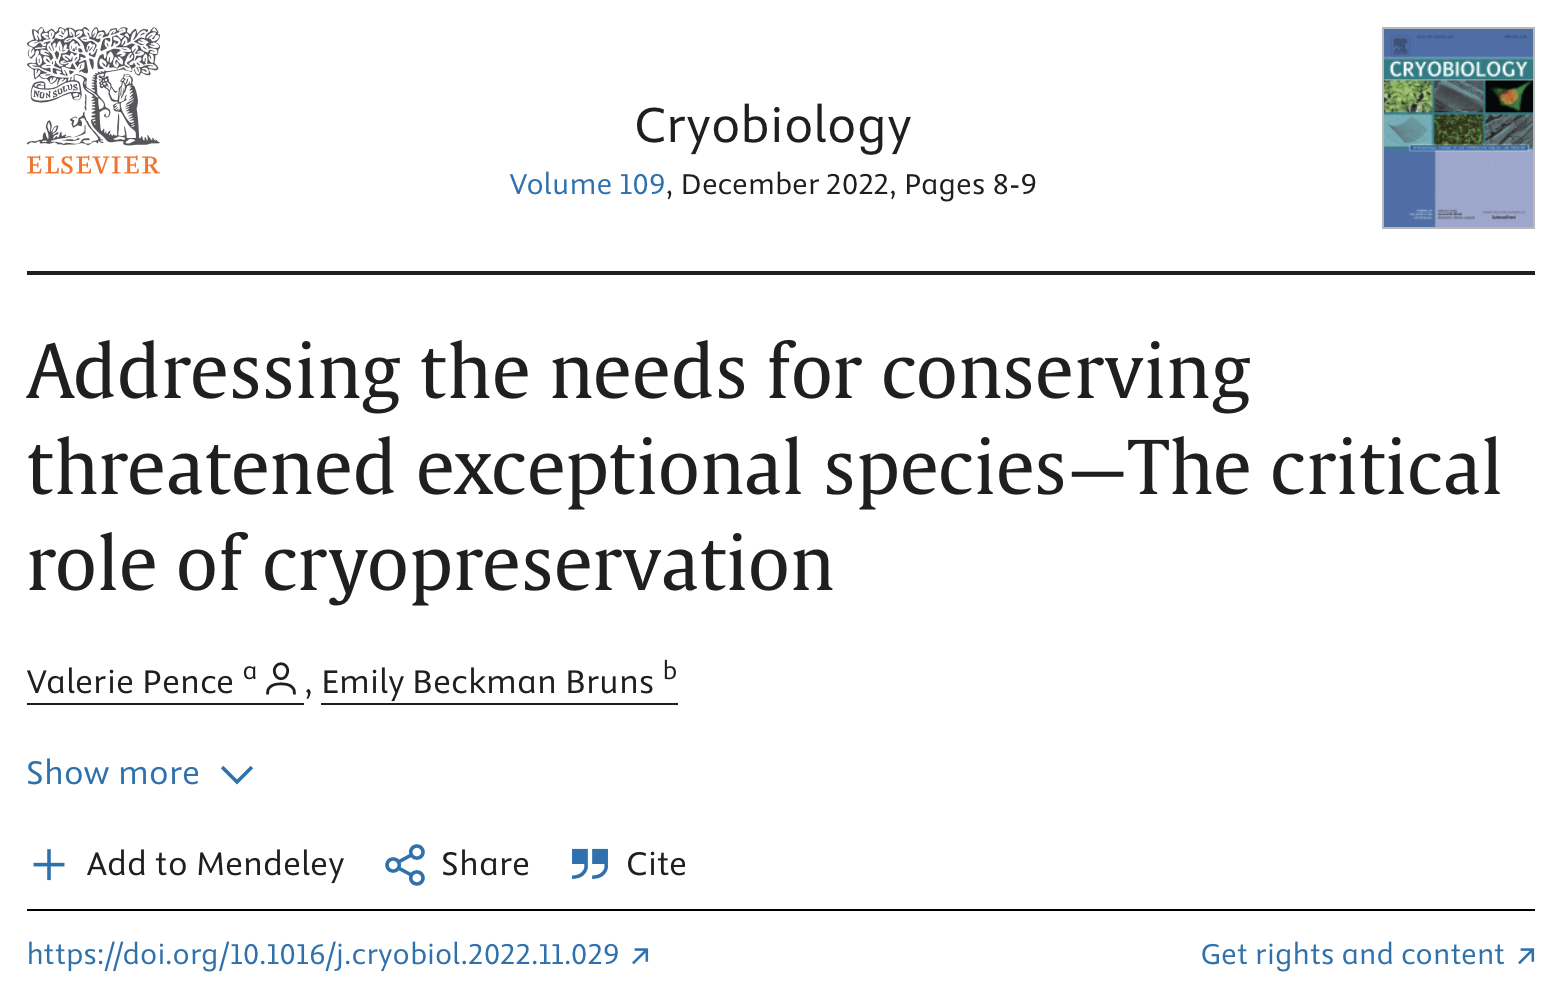 NON SOLUS
ELSEVIER
Cryobiology
Volume 109, December 2022, Pages 8-9
CRYOBIOLOGY
Addressing the needs for conserving
threatened exceptional species—The critical
role of cryopreservation
Valerie Pence a, Emily Beckman Bruns b
Show more
Add to Mendeley Share Cite
https://doi.org/10.1016/j.cryobiol.2022.11.029 Get rights and content